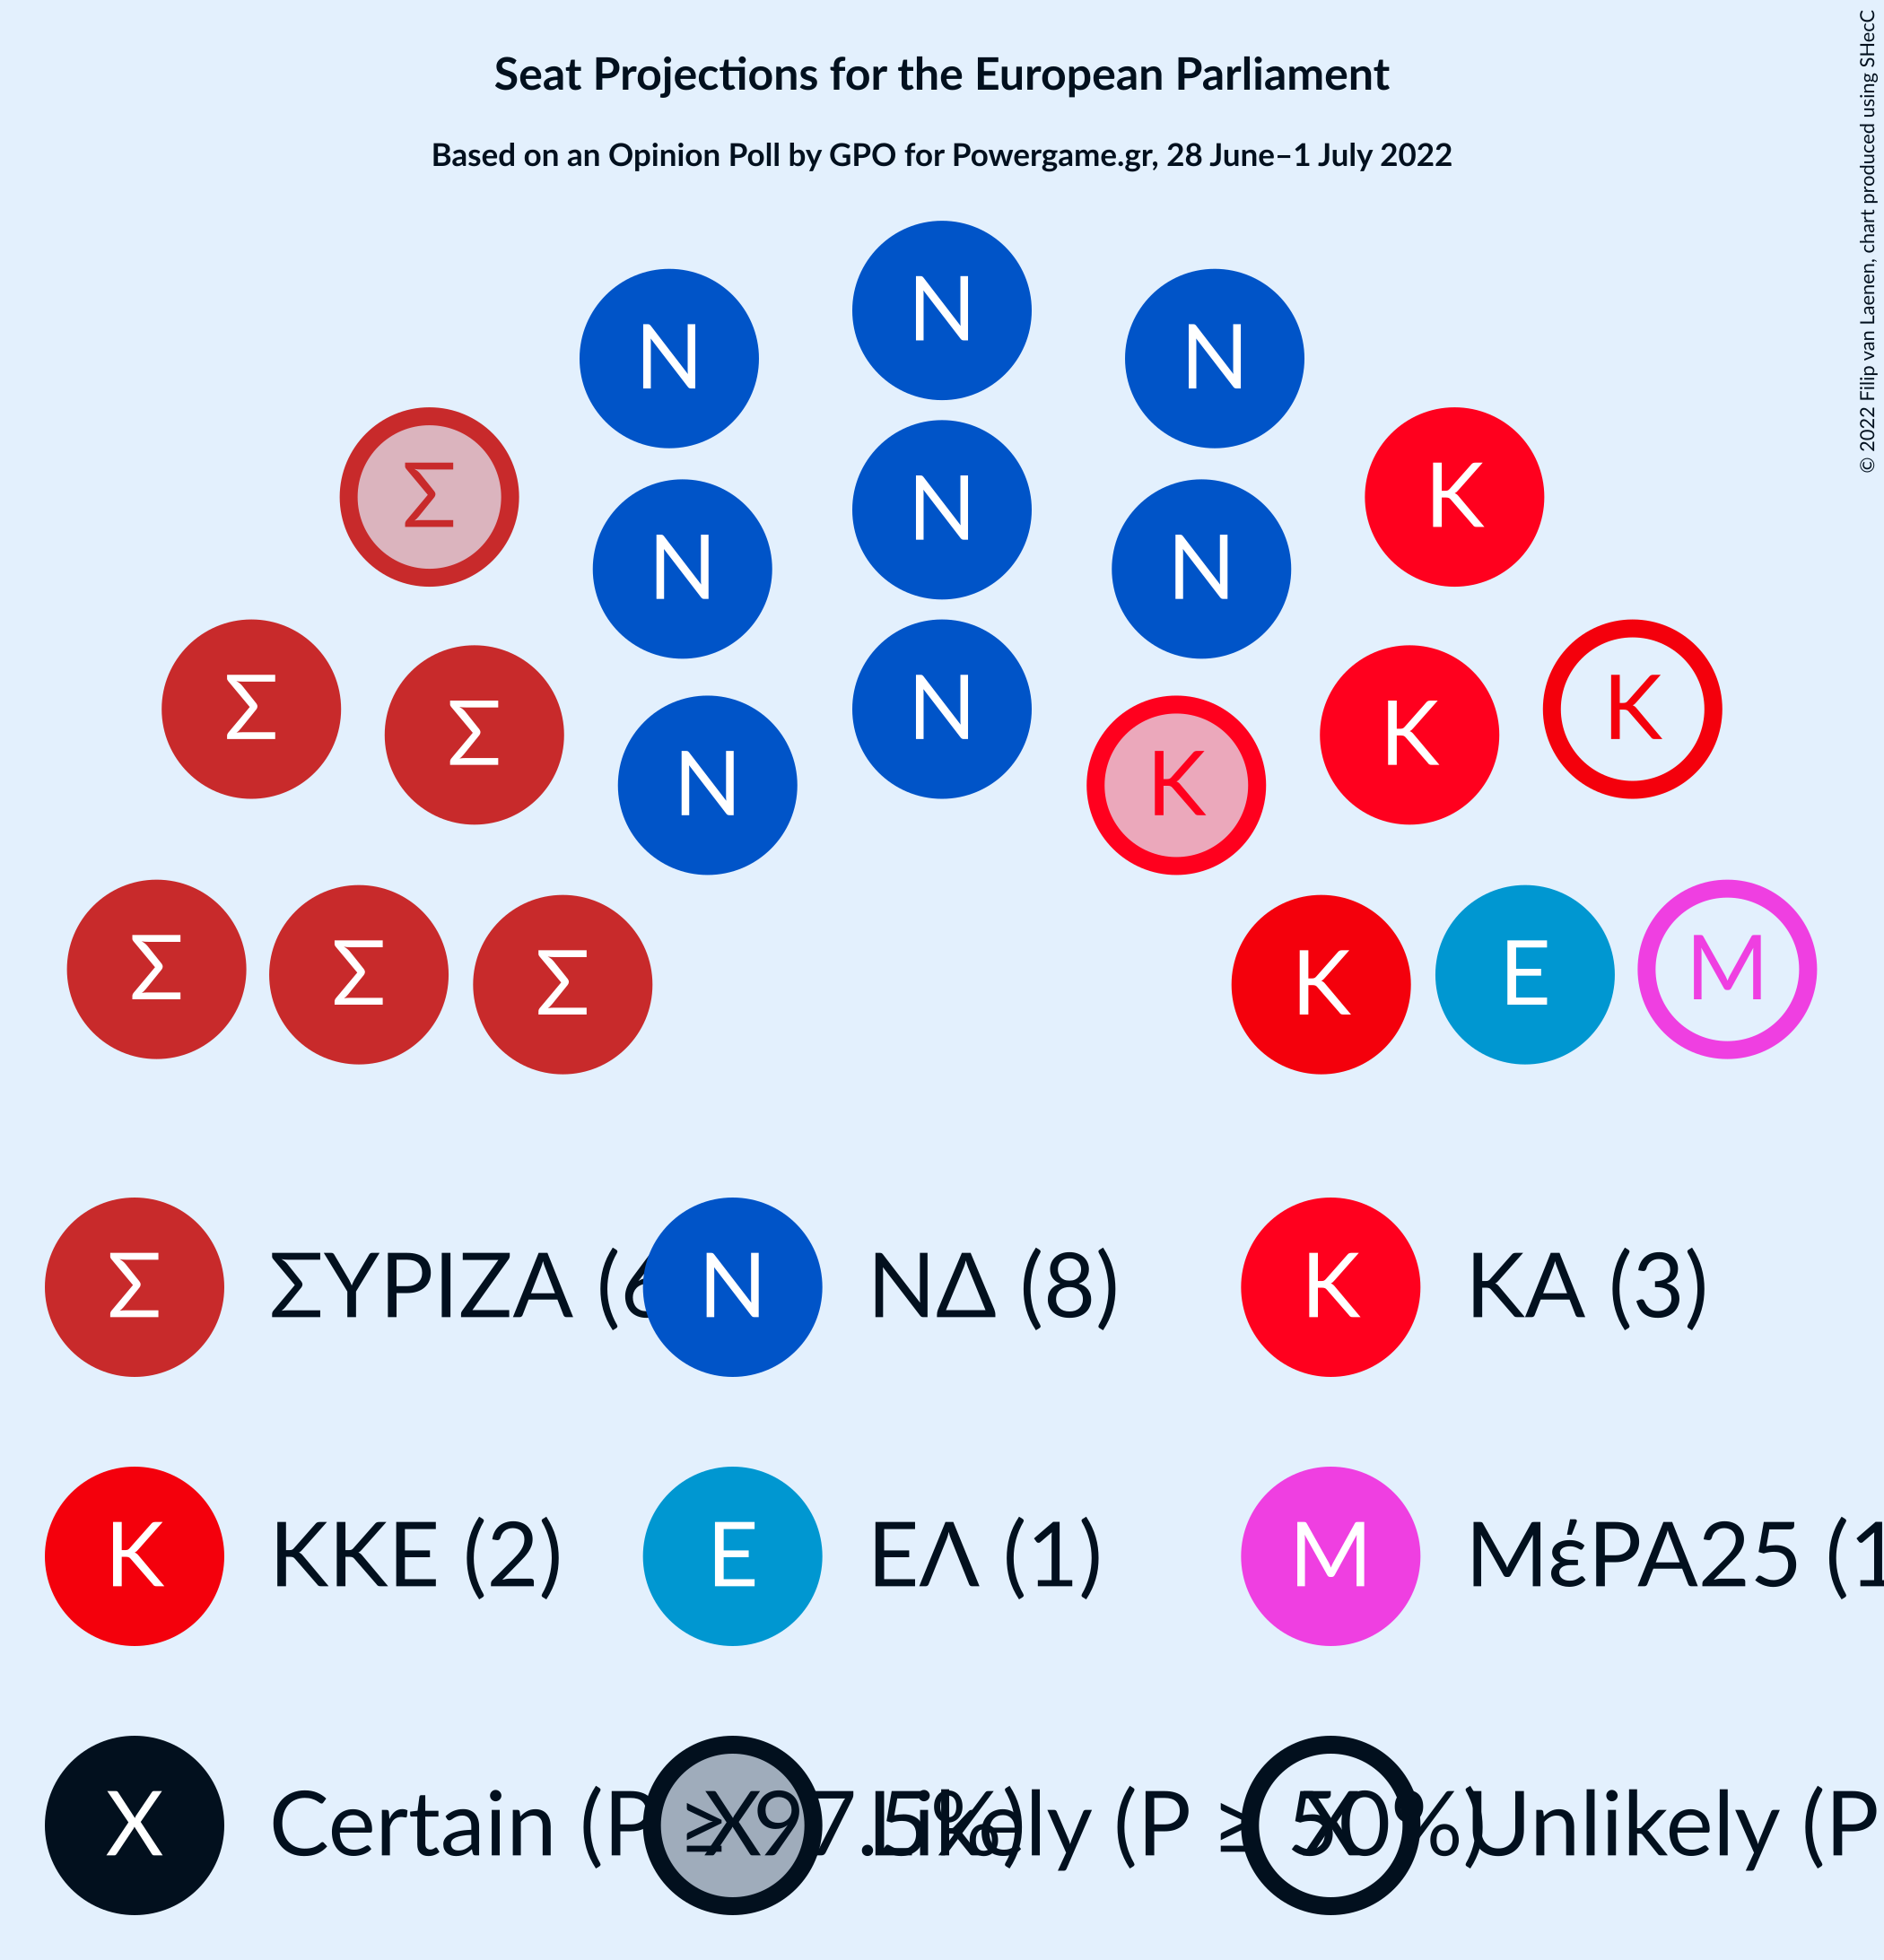 Seat Projections for the European Parliament
Based on an Opinion Poll by GPO for Powergame.gr, 28 June–1 July 2022
© 2022 Filip van Laenen, chart produced using SHecC
Ν
Ν Ν
Σ Ν Κ
Ν Ν
Σ Σ Ν Κ Κ
Ν Κ
Σ Σ Σ Κ Ε Μ
Σ ΣΥΡΙΖΑ (6 Ν ΝΔ (8) Κ ΚΑ (3)
Κ ΚΚΕ (2) Ε ΕΛ (1) Μ ΜέΡΑ25 (1
X Certain (P ≥ 97.5%) X Likely (P ≥ 50%) X Unlikely (P